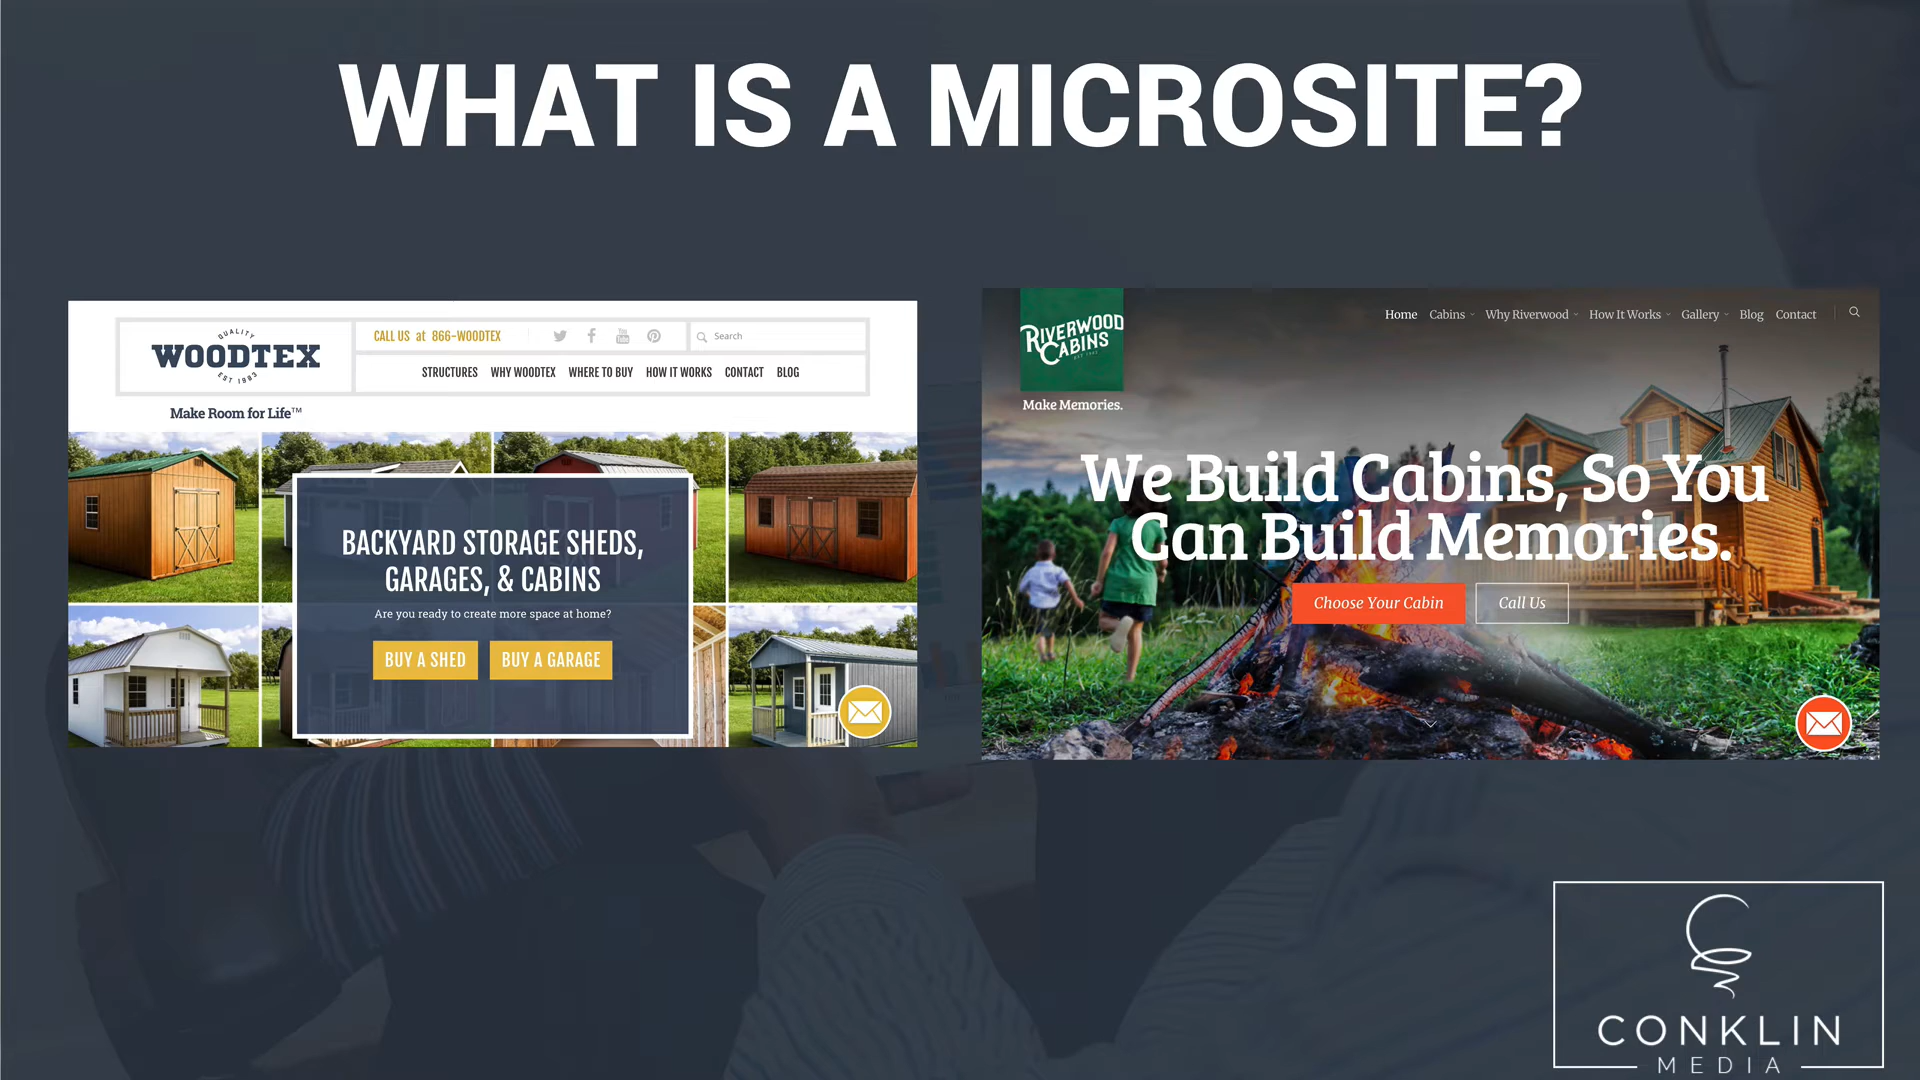 WHAT IS A MICROSITE?
QUALITY
WOODTEX
EST 1983
Make Room for Life™
CALL US at 866-WOODTEX
You Tube
Search
STRUCTURES WHY WOODTEX WHERE TO BUY HOW IT WORKS CONTACT BLOG
BACKYARD STORAGE SHEDS,
GARAGES, & CABINS
Are you ready to create more space at home?
BUY A SHED BUY A GARAGE
RIVERWOOD
CABINS
Make Memories.
Home Cabins Why Riverwood How It Works Gallery Blog Contact
We Build Cabins, So You
Can Build Memories.
Choose Your Cabin Call Us
CONKLIN
MEDIA